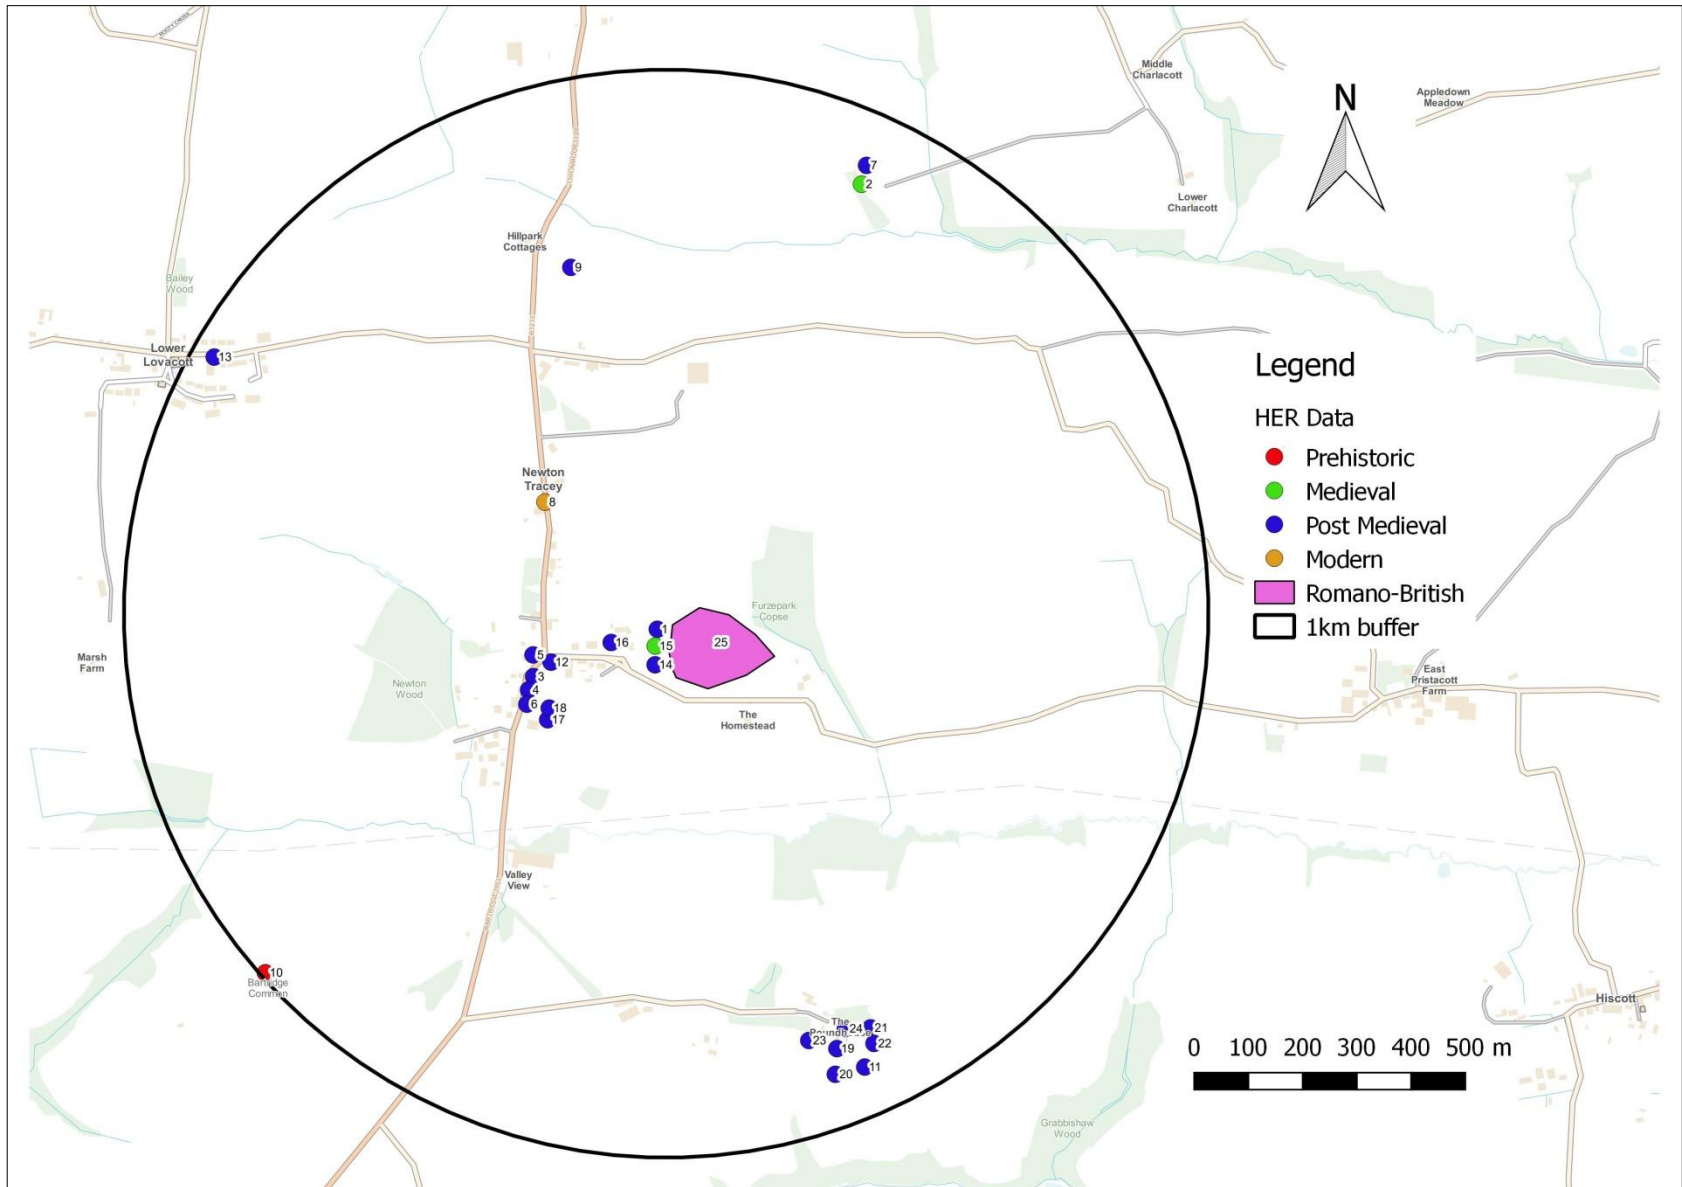 Middle
Charlacott
Appledown
Meadow
N
7
2
Lower
Charlacott
Hillpark
Cottages
9
Bailey
Wood
Lower
Lovacott
13
Legend
HER Data
Prehistoric
Medieval
Post Medieval
Modern
Romano-British
1km buffer
Newton
Tracey
8
Furzepark
Copse
1
16
15
25
5
12
14
Marsh
Farm
3
Newton
Wood
4
6
18
17
The
Homestead
East
Pristacott
Farm
Valley
View
10
Common
Hiscott
The
24
21
23
22
19
11
20
0 100 200 300 400 500 m
Grabbishaw
Wood